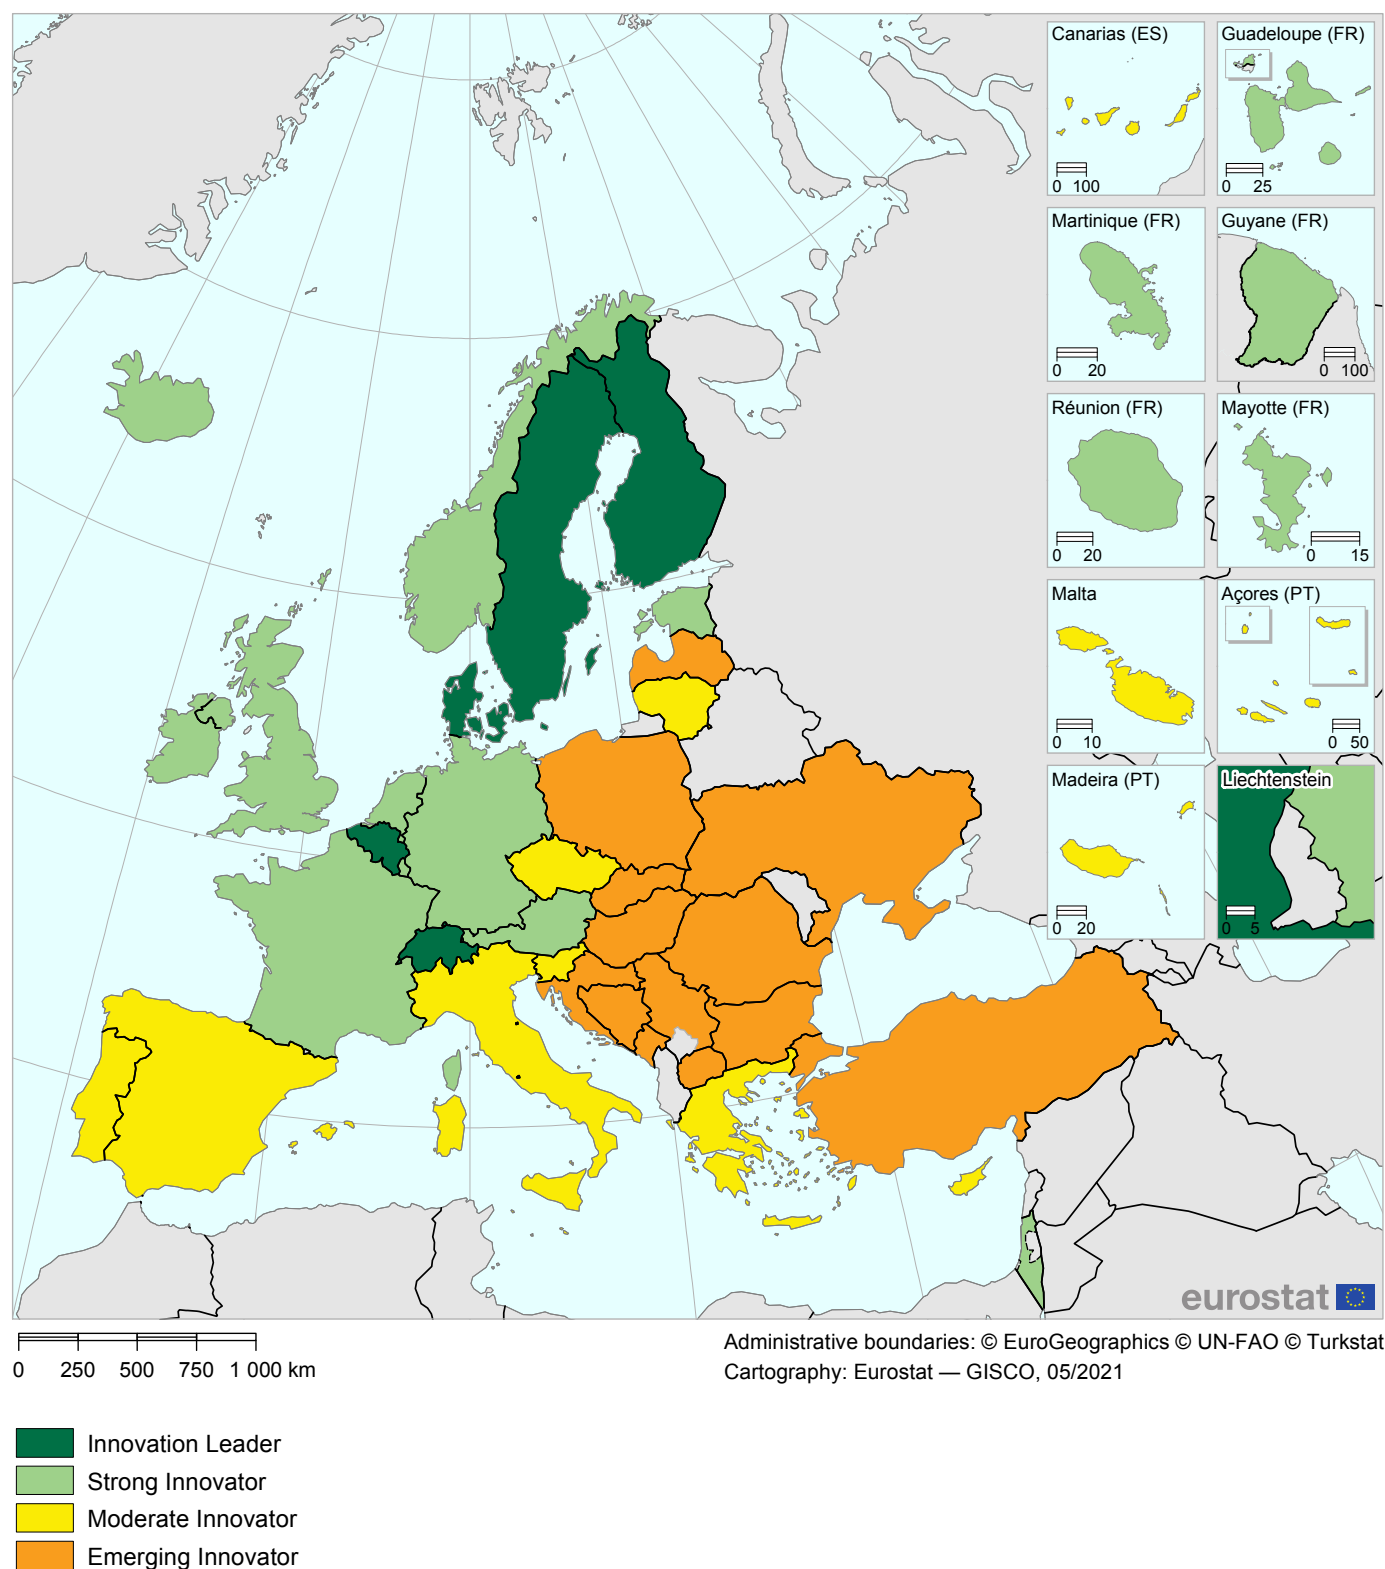 Canarias (ES)
0 100
Guadeloupe (FR)
0 25
Martinique (FR)
0 20
Guyane (FR)
0 100
Réunion (FR)
0 20
Mayotte (FR)
0 15
Malta
0 10
Açores (PT)
0 50
Madeira (PT)
0 20
Liechtenstein
0 5
eurostat
0 250 500 750 1 000 km
Administrative boundaries: © EuroGeographics © UN-FAO © Turkstat
Cartography: Eurostat — GISCO, 05/2021
Innovation Leader
Strong Innovator
Moderate Innovator
Emerging Innovator